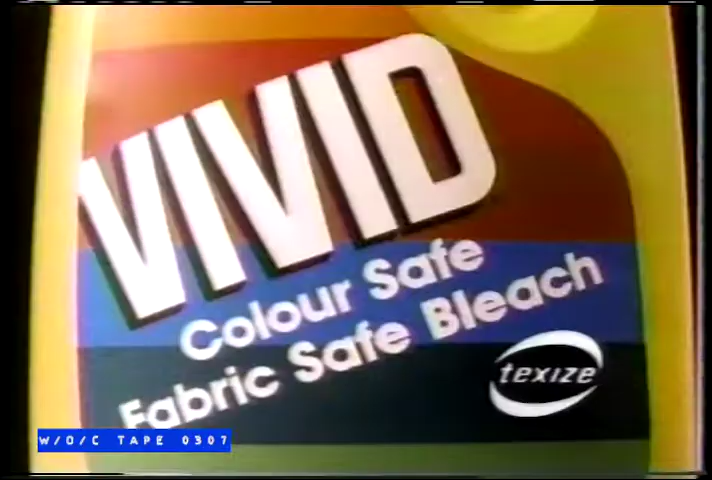 VIVID
Colour Safe
Fabric Safe Bleach
texize
W/O/C TAPE 0307